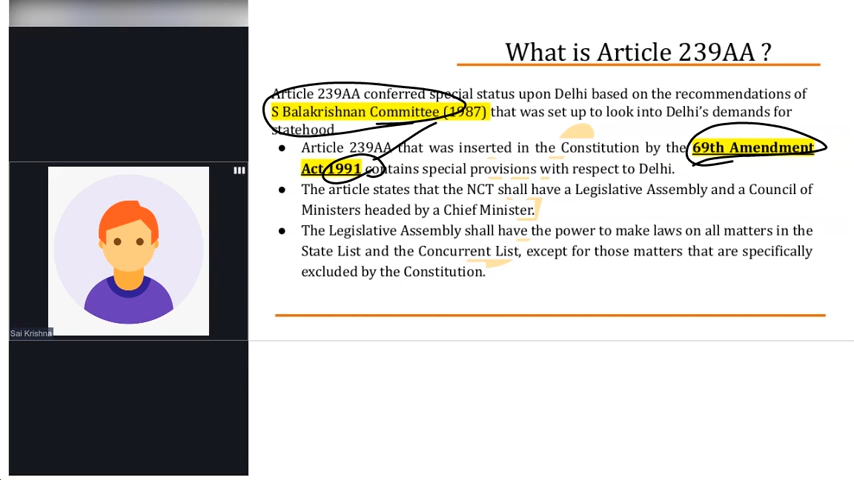 What is Article 239AA ?
Article 239AA conferred special status upon Delhi based on the recommendations of
S Balakrishnan Committee (1987) that was set up to look into Delhi's demands for
statehood
● Article 239AA that was inserted in the Constitution by the 69th Amendment
Act 1991 contains special provisions with respect to Delhi.
● The article states that the NCT shall have a Legislative Assembly and a Council of
Ministers headed by a Chief Minister.
● The Legislative Assembly shall have the power to make laws on all matters in the
State List and the Concurrent List, except for those matters that are specifically
excluded by the Constitution.
Sai Krishna